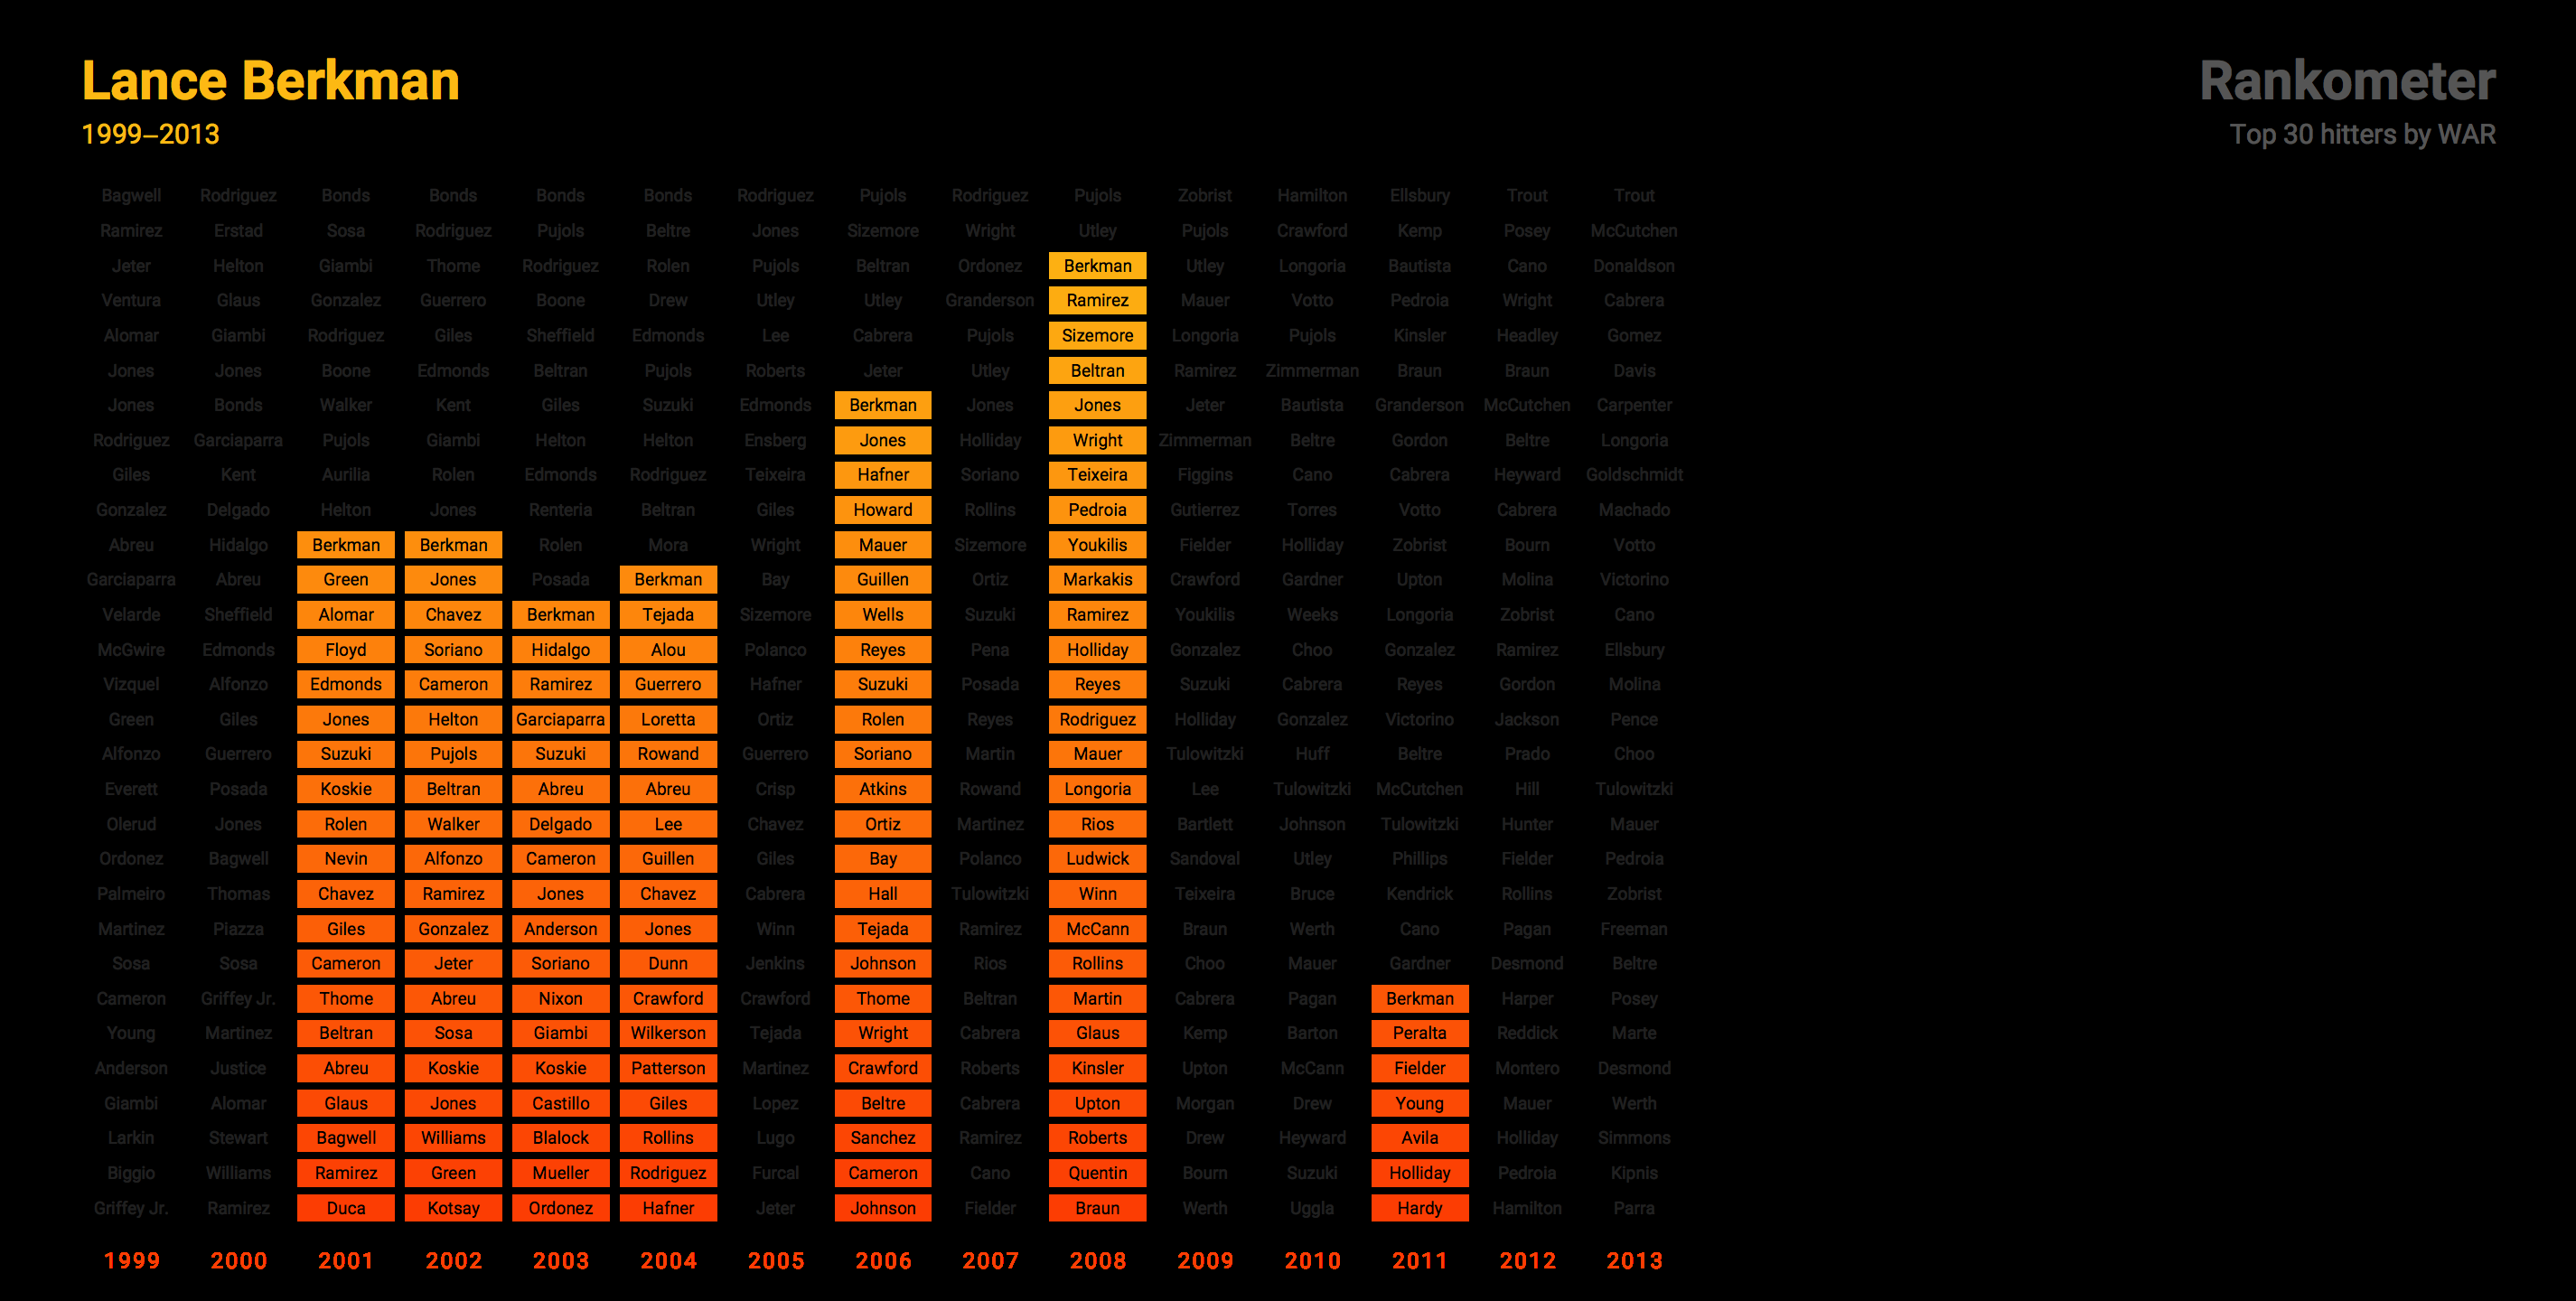 Lance Berkman
1999–2013
Rankometer
Top 30 hitters by WAR
Bagwell Rodriguez Bonds Bonds Bonds Bonds Rodriguez Pujols Rodriguez Pujols Zobrist Hamilton Ellsbury Trout Trout
Ramirez Erstad Sosa Rodriguez Pujols Beltre Jones Sizemore Wright Utley Pujols Crawford Kemp Posey McCutchen
Jeter Helton Giambi Thome Rodriguez Rolen Pujols Beltran Ordonez Berkman Utley Longoria Bautista Cano Donaldson
Ventura Glaus Gonzalez Guerrero Boone Drew Utley Utley Granderson Ramirez Mauer Votto Pedroia Wright Cabrera
Alomar Giambi Rodriguez Giles Sheffield Edmonds Lee Cabrera Pujols Sizemore Longoria Pujols Kinsler Headley Gomez
Jones Jones Boone Edmonds Beltran Pujols Roberts Jeter Utley Beltran Ramirez Zimmerman Braun Braun Davis
Jones Bonds Walker Kent Giles Suzuki Edmonds Berkman Jones Jones Jeter Bautista Granderson McCutchen Carpenter
Rodriguez Garciaparra Pujols Giambi Helton Helton Ensberg Jones Holliday Wright Zimmerman Beltre Gordon Beltre Longoria
Giles Kent Aurilia Rolen Edmonds Rodriguez Teixeira Hafner Soriano Teixeira Figgins Cano Cabrera Heyward Goldschmidt
Gonzalez Delgado Helton Jones Renteria Beltran Giles Howard Rollins Pedroia Gutierrez Torres Votto Cabrera Machado
Abreu Hidalgo Berkman Berkman Rolen Mora Wright Mauer Sizemore Youkilis Fielder Holliday Zobrist Bourn Votto
Garciaparra Abreu Green Jones Posada Berkman Bay Guillen Ortiz Markakis Crawford Gardner Upton Molina Victorino
Velarde Sheffield Alomar Chavez Berkman Tejada Sizemore Wells Suzuki Ramirez Youkilis Weeks Longoria Zobrist Cano
McGwire Edmonds Floyd Soriano Hidalgo Alou Polanco Reyes Pena Holliday Gonzalez Choo Gonzalez Ramirez Ellsbury
Vizquel Alfonzo Edmonds Cameron Ramirez Guerrero Hafner Suzuki Posada Reyes Suzuki Cabrera Reyes Gordon Molina
Green Giles Jones Helton Garciaparra Loretta Ortiz Rolen Reyes Rodriguez Holliday Gonzalez Victorino Jackson Pence
Alfonzo Guerrero Suzuki Pujols Suzuki Rowand Guerrero Soriano Martin Mauer Tulowitzki Huff Beltre Prado Choo
Everett Posada Koskie Beltran Abreu Abreu Crisp Atkins Rowand Longoria Lee Tulowitzki McCutchen Hill Tulowitzki
Olerud Jones Rolen Walker Delgado Lee Chavez Ortiz Martinez Rios Bartlett Johnson Tulowitzki Hunter Mauer
Ordonez Bagwell Nevin Alfonzo Cameron Guillen Giles Bay Polanco Ludwick Sandoval Utley Phillips Fielder Pedroia
Palmeiro Thomas Chavez Ramirez Jones Chavez Cabrera Hall Tulowitzki Winn Teixeira Bruce Kendrick Rollins Zobrist
Martinez Piazza Giles Gonzalez Anderson Jones Winn Tejada Ramirez McCann Braun Werth Cano Pagan Freeman
Sosa Sosa Cameron Jeter Soriano Dunn Jenkins Johnson Rios Rollins Choo Mauer Gardner Desmond Beltre
Cameron Griffey Jr. Thome Abreu Nixon Crawford Crawford Thome Beltran Martin Cabrera Pagan Berkman Harper Posey
Young Martinez Beltran Sosa Giambi Wilkerson Tejada Wright Cabrera Glaus Kemp Barton Peralta Reddick Marte
Anderson Justice Abreu Koskie Koskie Patterson Martinez Crawford Roberts Kinsler Upton McCann Fielder Montero Desmond
Giambi Alomar Glaus Jones Castillo Giles Lopez Beltre Cabrera Upton Morgan Drew Young Mauer Werth
Larkin Stewart Bagwell Williams Blalock Rollins Lugo Sanchez Ramirez Roberts Drew Heyward Avila Holliday Simmons
Biggio Williams Ramirez Green Mueller Rodriguez Furcal Cameron Cano Quentin Bourn Suzuki Holliday Pedroia Kipnis
Griffey Jr. Ramirez Duca Kotsay Ordonez Hafner Jeter Johnson Fielder Braun Werth Uggla Hardy Hamilton Parra
1999 2000 2001 2002 2003 2004 2005 2006 2007 2008 2009 2010 2011 2012 2013